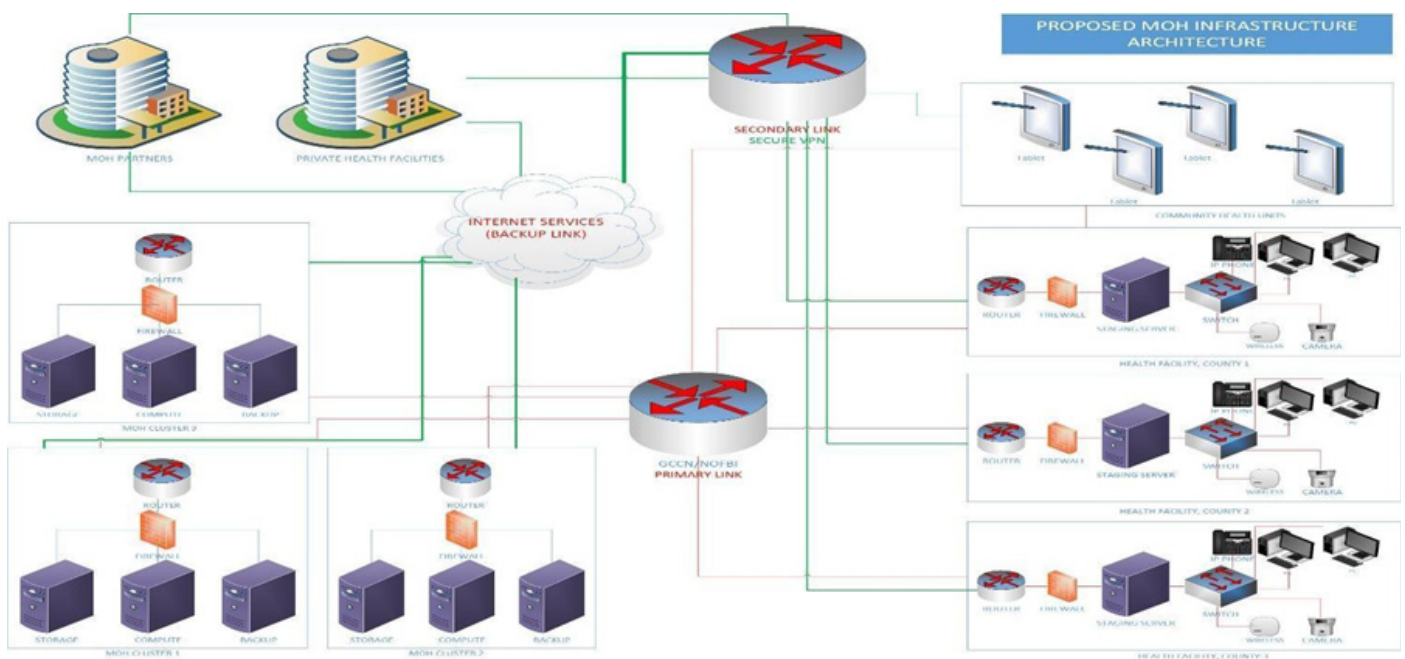 PROPOSED MOH INFRASTRUCTURE
ARCHITECTURE
MOH PARTNERS
PRIVATE HEALTH FACILITIES
SECONDARY LINK
SECURE VPN
Tablet
Tablet
Tablet
Tablet
COMMUNITY HEALTH UNITS
INTERNET SERVICES
(BACKUP LINK)
ROUTER
FIREWALL
STORAGE
COMPUTE
BACKUP
MOH CLUSTER 3
IP PHONE
ROUTER
FIREWALL
STAGING SERVER
SWITCH
WIRELESS
CAMERA
HEALTH FACILITY, COUNTY 1
GCCN/NOFBI
PRIMARY LINK
IP PHONE
ROUTER
FIREWALL
STAGING SERVER
SWITCH
WIRELESS
CAMERA
HEALTH FACILITY, COUNTY 2
ROUTER
FIREWALL
STORAGE
COMPUTE
BACKUP
MOH CLUSTER 1
ROUTER
FIREWALL
STORAGE
COMPUTE
BACKUP
MOH CLUSTER 2
IP PHONE
ROUTER
FIREWALL
STAGING SERVER
SWITCH
WIRELESS
CAMERA
HEALTH FACILITY, COUNTY 3